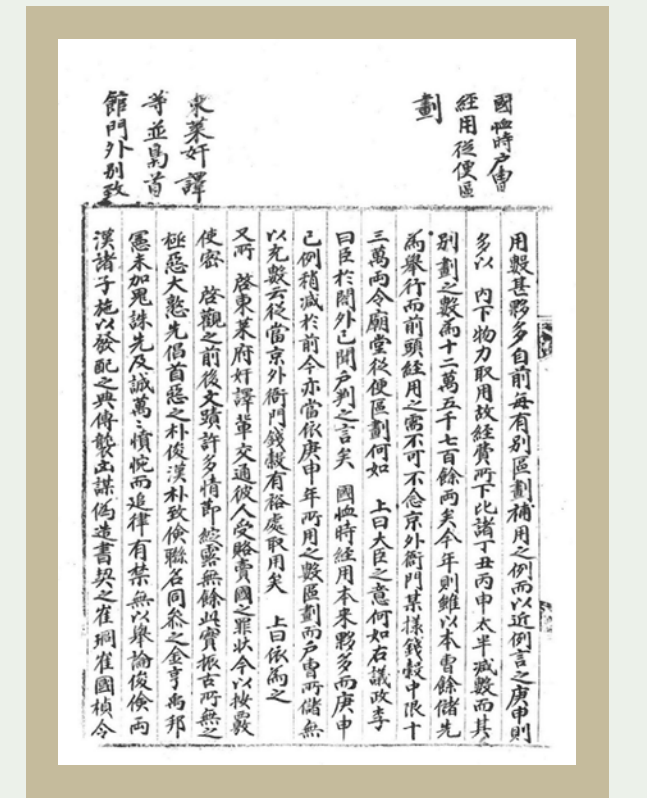 國恤時戶曹
經用從便區
劃
東萊奸譯
等並梟首
館門外別致
用數甚夥多自前每有別區劃補用之例而以近例言之庚申則
多以 內下物力取用故經費所下比諸丁丑丙申太半減數而其
別劃之數爲十二萬五千七百餘兩矣今年則雖以本曹餘儲先
爲舉行而前頭經用之需不可不念京外衙門某樣錢穀中限十
三萬兩令廟堂從便區劃何如 上曰大臣之意何如右議政李
曰臣於閤外已聞戶判之言矣 國恤時經用本來夥多而庚申
已例稍減於前今亦當依庚申年所用之數區劃而戶曹所儲無
以充數云從當京外衙門錢穀有裕處取用矣 上曰依爲之
又所 啓東萊府奸譯輩交通彼人受賂賣國之罪狀今以按覈
使密 啓觀之前後文蹟許多情節綻露無餘此實振古所無之
極惡大憝先倡首惡之朴俊漢朴致儉聯名同叅之金亨禹邦
憲未加鬼誅先及誠萬〻憤惋而追律有禁無以舉論俊儉兩
漢諸子施以發配之典傳襲凶謀僞造書契之崔珦崔國楨令